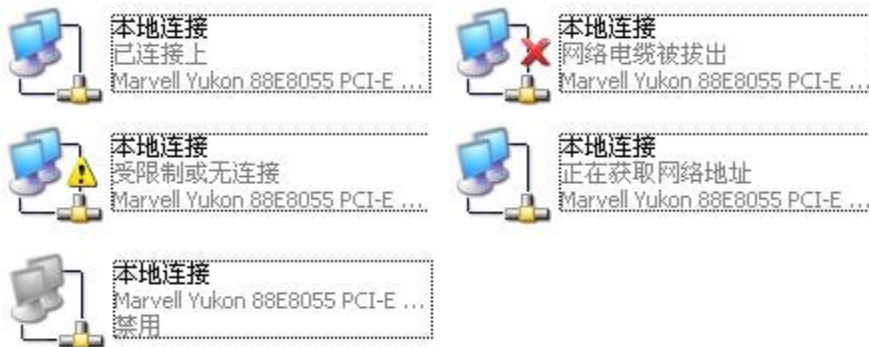 本地连接
已连接上
Marvell Yukon 88E8055 PCI-E ...
本地连接
网络电缆被拔出
Marvell Yukon 88E8055 PCI-E ...
本地连接
受限制或无连接
Marvell Yukon 88E8055 PCI-E ...
本地连接
正在获取网络地址
Marvell Yukon 88E8055 PCI-E ...
本地连接
Marvell Yukon 88E8055 PCI-E ...
禁用